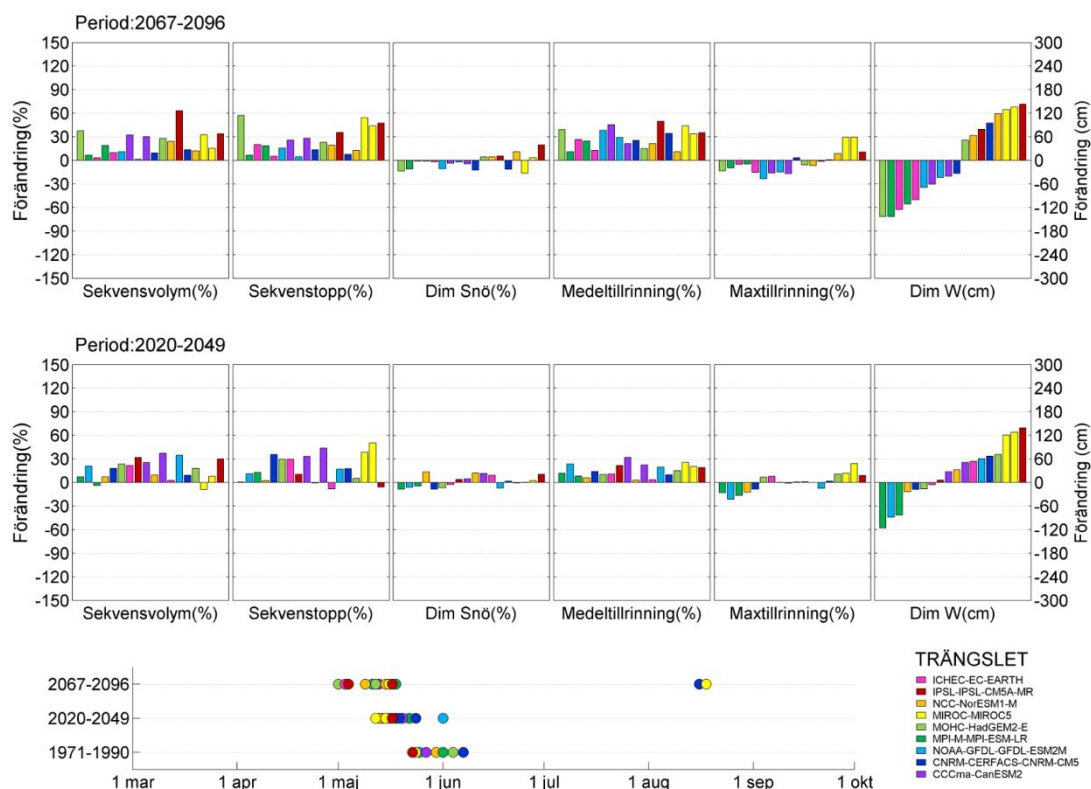 Period:2067-2096
150 120 90 60 30 0 -30 -60 -90 -120 -150
Förändring(%)
300 240 180 120 60 0 -60 -120 -180 -240 -300
Förändring (cm)
Sekvensvolym(%) Sekvenstopp(%) Dim Snö(%) Medeltillrinning(%) Maxtillrinning(%) Dim W(cm)
Period:2020-2049
150 120 90 60 30 0 -30 -60 -90 -120 -150
Förändring(%)
300 240 180 120 60 0 -60 -120 -180 -240 -300
Förändring (cm)
Sekvensvolym(%) Sekvenstopp(%) Dim Snö(%) Medeltillrinning(%) Maxtillrinning(%) Dim W(cm)
2067-2096
2020-2049
1971-1990
1 mar 1 apr 1 maj 1 jun 1 jul 1 aug 1 sep 1 okt
TRÄNGSLET
ICHEC-EC-EARTH
IPSL-IPSL-CM5A-MR
NCC-NorESM1-M
MIROC-MIROC5
MOHC-HadGEM2-E
MPI-M-MPI-ESM-LR
NOAA-GFDL-GFDL-ESM2M
CNRM-CERFACS-CNRM-CM5
CCCma-CanESM2